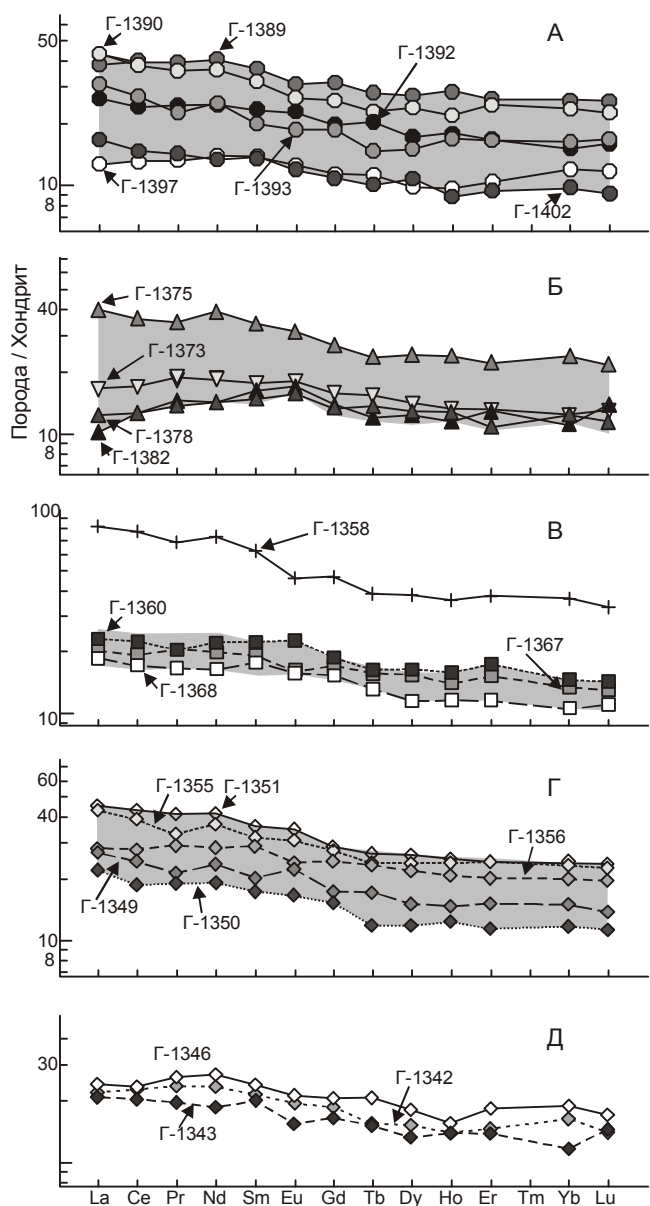 Порода / Хондрит
А
50
10
8
Г-1390
Г-1389
Г-1392
Г-1397
Г-1393
Г-1402
Б
40
10
8
Г-1375
Г-1373
Г-1378
Г-1382
В
100
10
Г-1358
Г-1360
Г-1367
Г-1368
Г
60
40
10
8
Г-1355
Г-1351
Г-1356
Г-1349
Г-1350
Д
30
Г-1346
Г-1342
Г-1343
La Ce Pr Nd Sm Eu Gd Tb Dy Ho Er Tm Yb Lu